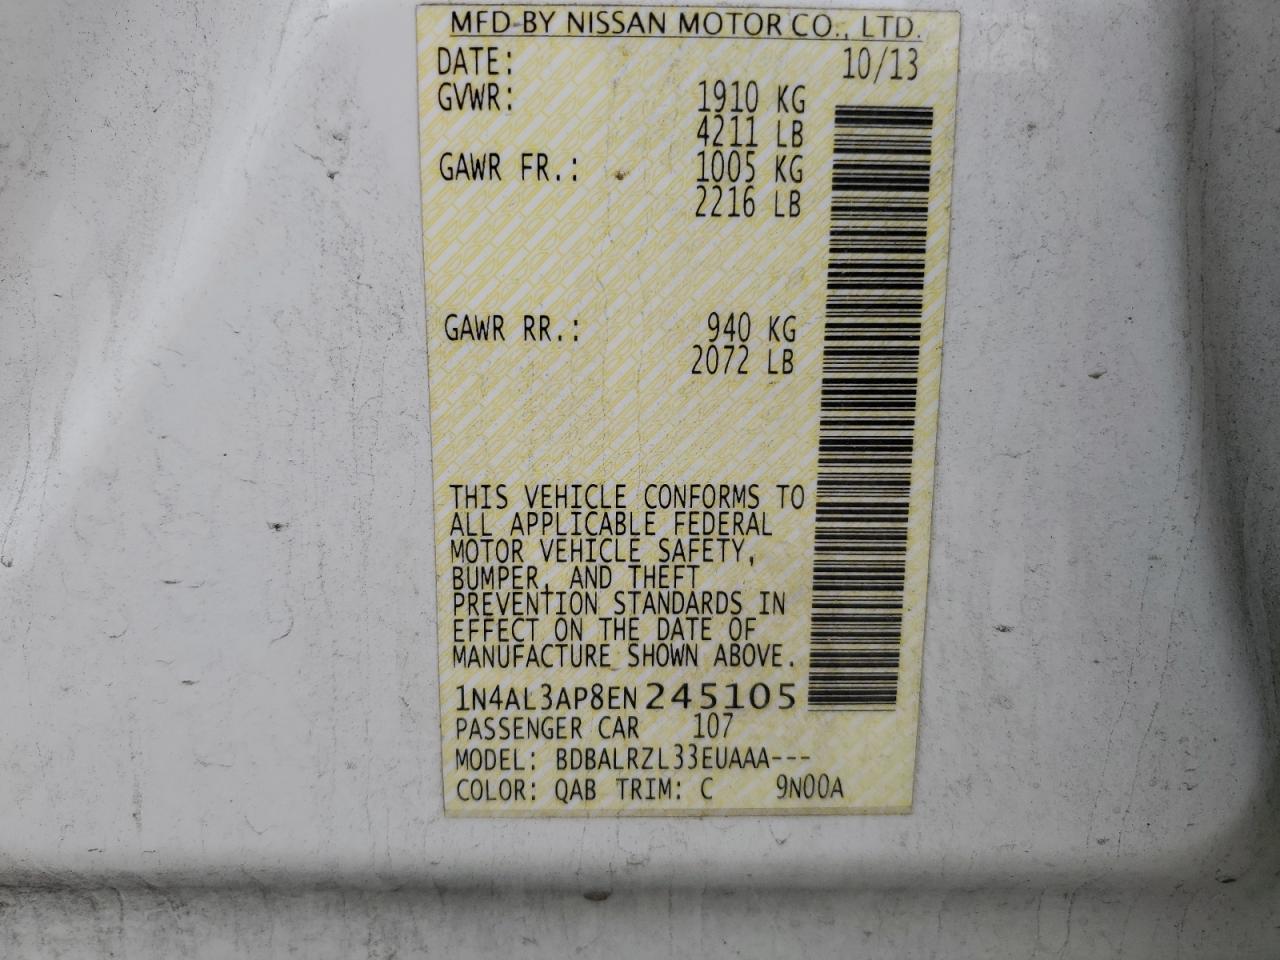 MFD-BY NISSAN MOTOR CO., LTD.
DATE: 10/13
GVWR: 1910 KG
4211 LB
GAWR FR.: 1005 KG
2216 LB
GAWR RR.: 940 KG
2072 LB
THIS VEHICLE CONFORMS TO
ALL APPLICABLE FEDERAL
MOTOR VEHICLE SAFETY,
BUMPER, AND THEFT
PREVENTION STANDARDS IN
EFFECT ON THE DATE OF
MANUFACTURE SHOWN ABOVE.
1N4AL3AP8EN245105
PASSENGER CAR 107
MODEL: BDBALRZL33EUAAA---
COLOR: QAB TRIM: C 9N00A